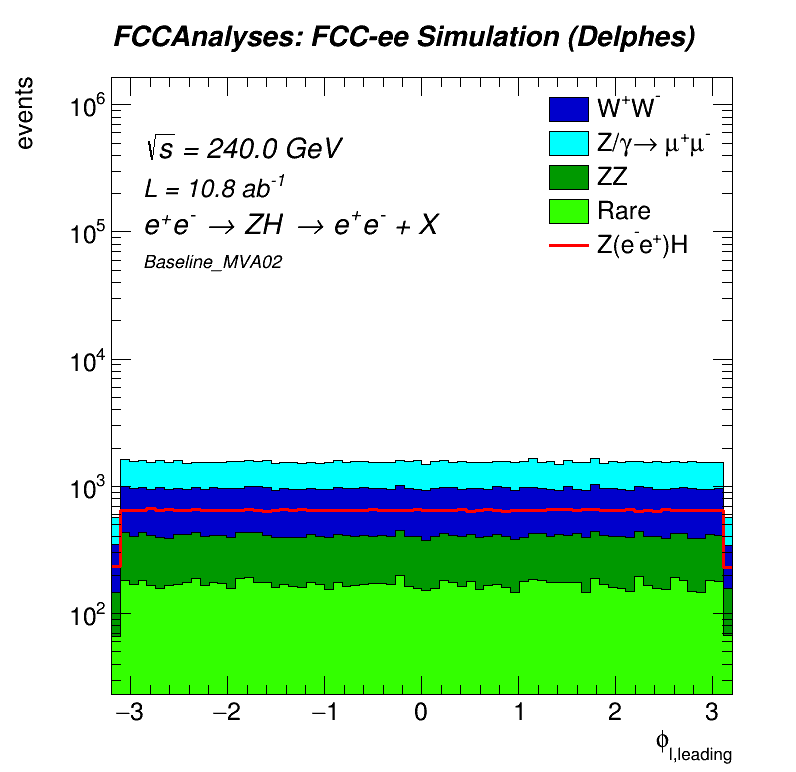 FCCAnalyses: FCC-ee Simulation (Delphes)
events
√s = 240.0 GeV
L = 10.8 ab⁻¹
e⁺e⁻ → ZH → e⁺e⁻ + X
Baseline_MVA02
W⁺W⁻
Z/γ→ μ⁺μ⁻
ZZ
Rare
Z(e⁻e⁺)H
10⁶
10⁵
10⁴
10³
10²
−3 −2 −1 0 1 2 3
ϕ_l,leading